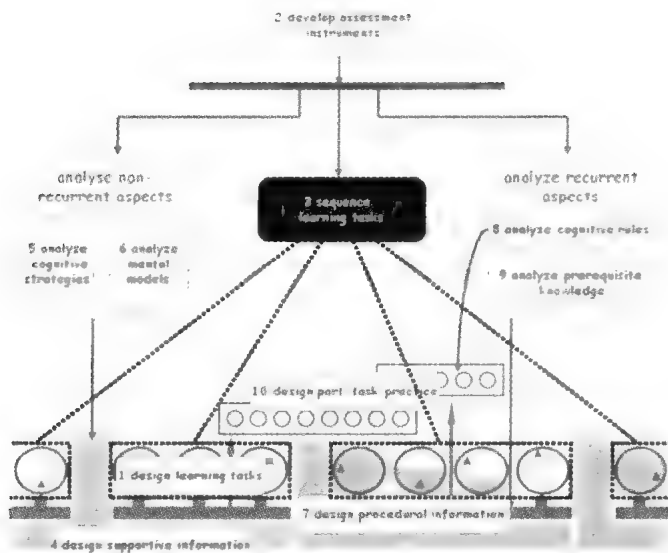 2 develop assessment
instruments
analyse non-
recurrent aspects
analyze recurrent
aspects
3 sequence
learning tasks
5 analyze
cognitive
strategies
6 analyze
mental
models
8 analyze cognitive rules
9 analyze prerequisite
knowledge
10 design part task practice
1 design learning tasks
7 design procedural information
4 design supportive information